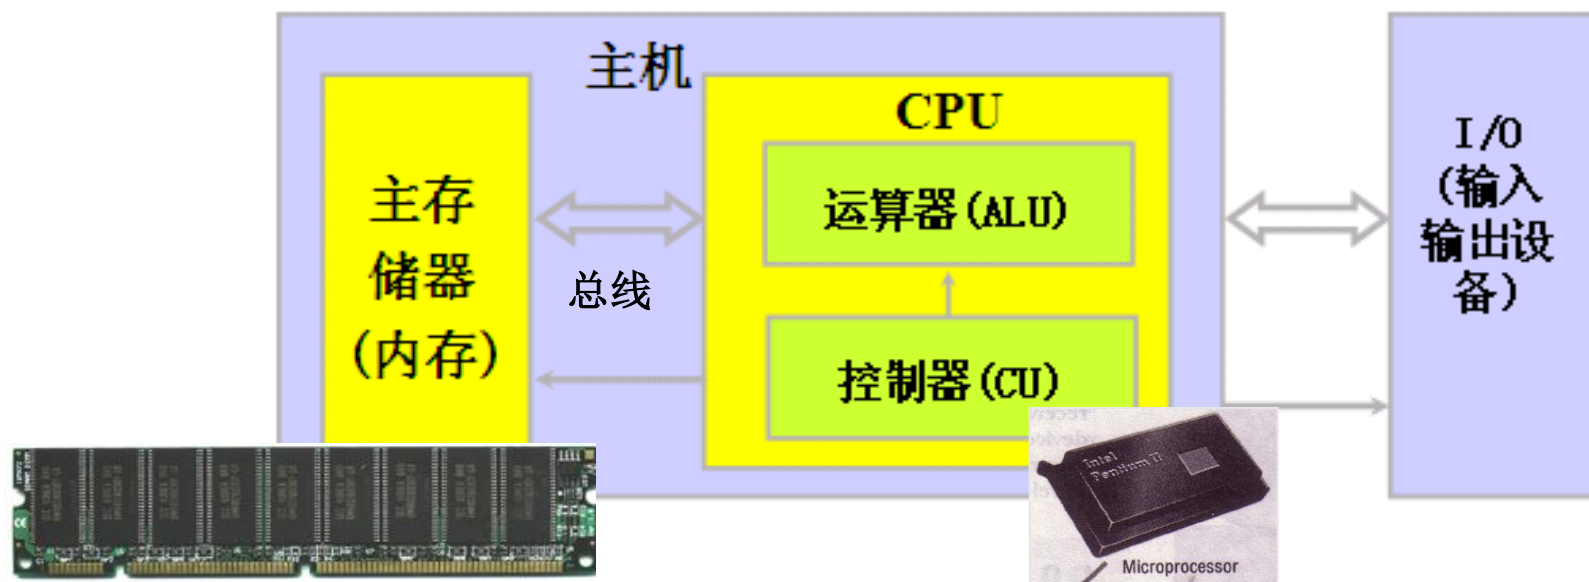 主机
主存
储器
(内存)
总线
CPU
运算器(ALU)
控制器(CU)
I/O
(输入
输出设
备)
Intel
Pentium II
Microprocessor